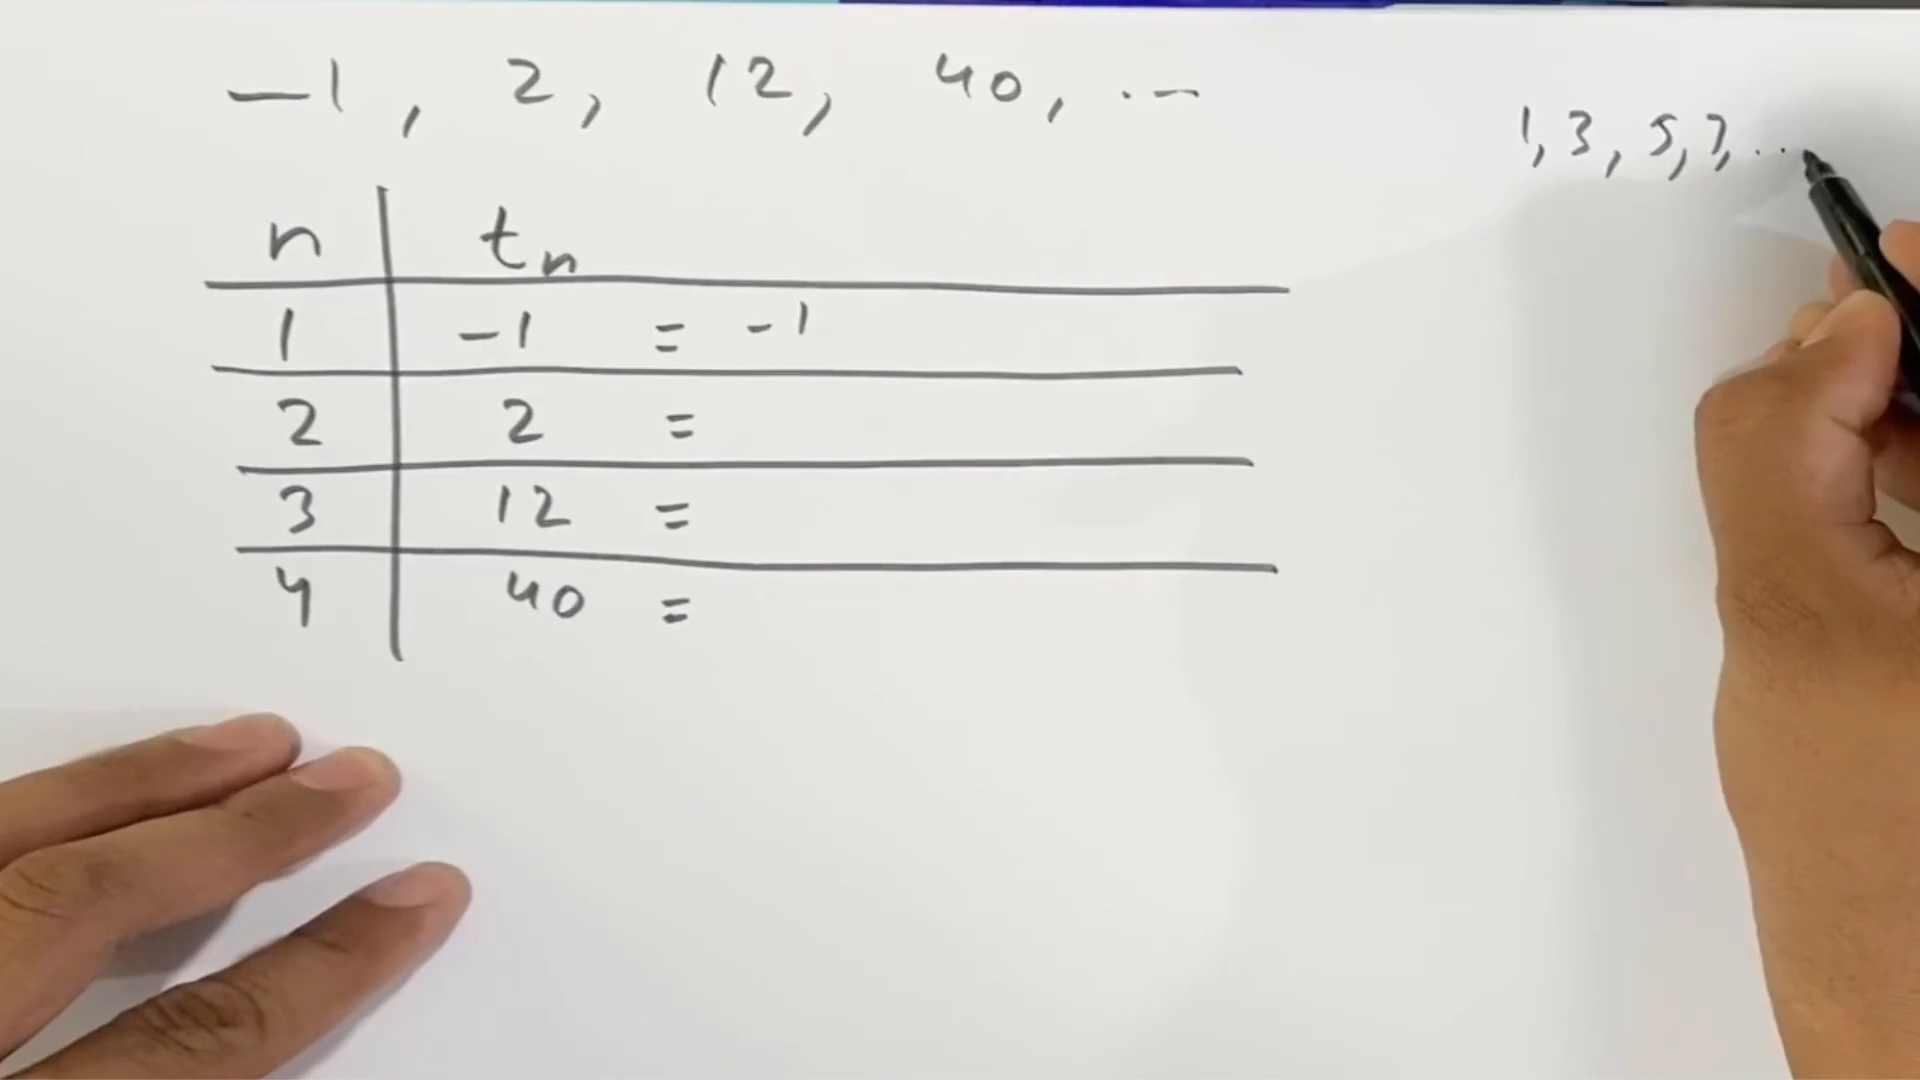 -1, 2, 12, 40, ...
1, 3, 5, 7, ...
n tn
1 -1 = -1
2 2 =
3 12 =
4 40 =